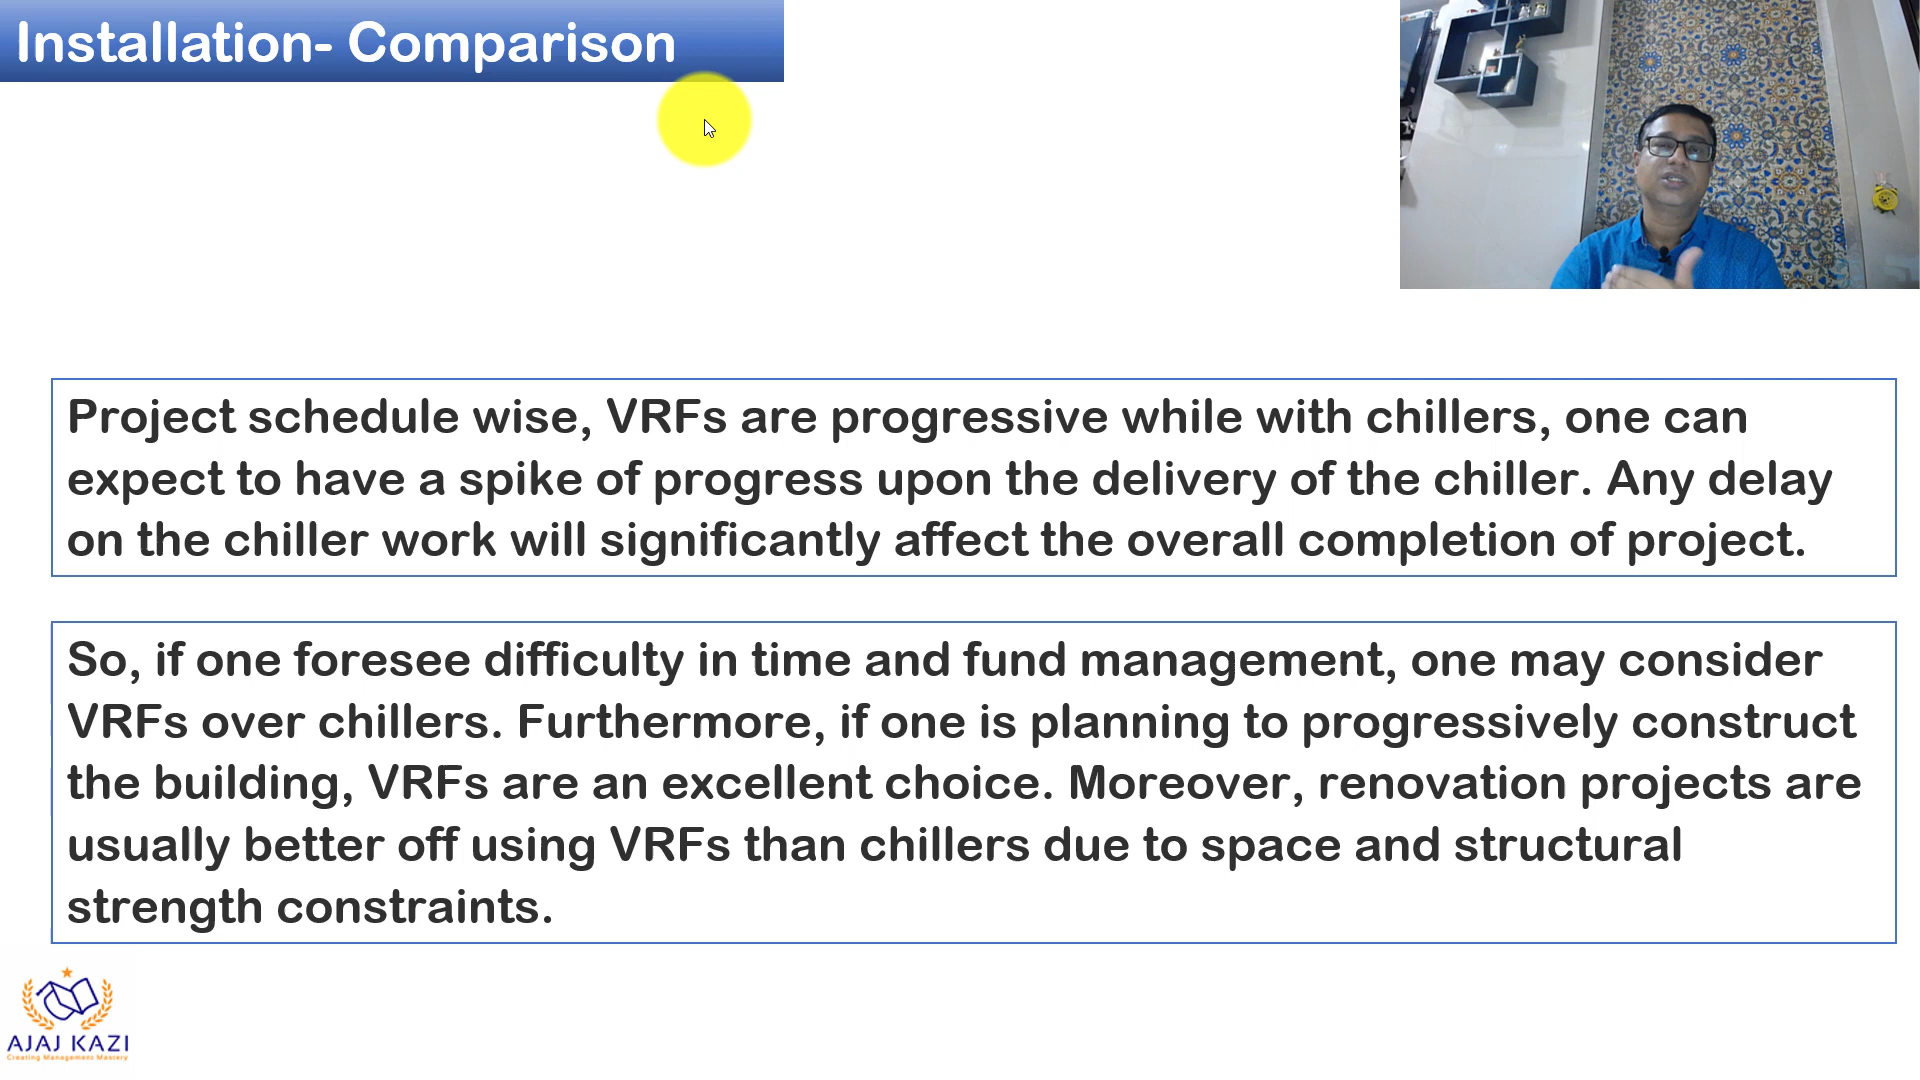 Installation- Comparison
Project schedule wise, VRFs are progressive while with chillers, one can
expect to have a spike of progress upon the delivery of the chiller. Any delay
on the chiller work will significantly affect the overall completion of project.
So, if one foresee difficulty in time and fund management, one may consider
VRFs over chillers. Furthermore, if one is planning to progressively construct
the building, VRFs are an excellent choice. Moreover, renovation projects are
usually better off using VRFs than chillers due to space and structural
strength constraints.
AJAJ KAZI
Creating Management Mastery